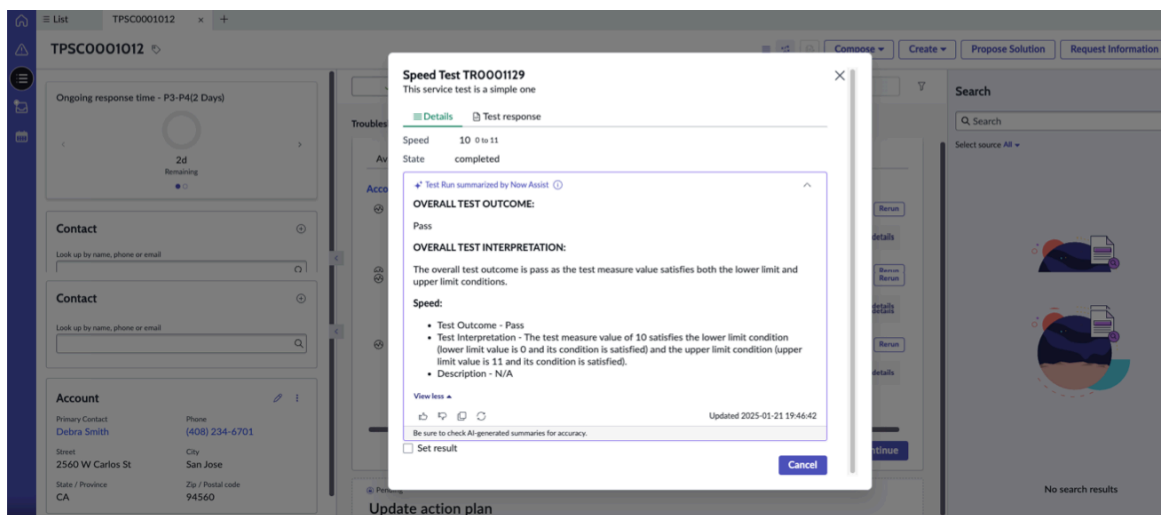 List
TPSC0001012
TPSC0001012
Compose
Create
Propose Solution
Request Information
Ongoing response time - P3-P4(2 Days)
2d
Remaining
Contact
Look up by name, phone or email
Contact
Look up by name, phone or email
Account
Primary Contact
Phone
Debra Smith
(408) 234-6701
Street
City
2560 W Carlos St
San Jose
State / Province
Zip / Postal code
CA
94560
Troubles
Av
Acco
Speed Test TR0001129
This service test is a simple one
Details
Test response
Speed 10 0 to 11
State completed
Test Run summarized by Now Assist
OVERALL TEST OUTCOME:
Pass
OVERALL TEST INTERPRETATION:
The overall test outcome is pass as the test measure value satisfies both the lower limit and
upper limit conditions.
Speed:
• Test Outcome - Pass
• Test Interpretation - The test measure value of 10 satisfies the lower limit condition
(lower limit value is 0 and its condition is satisfied) and the upper limit condition (upper
limit value is 11 and its condition is satisfied).
• Description - N/A
View less
Updated 2025-01-21 19:46:42
Be sure to check AI-generated summaries for accuracy.
Set result
Cancel
Rerun
details
Rerun
Rerun
details
details
Rerun
details
ntinue
Pen
Update action plan
Search
Search
Select source All
No search results